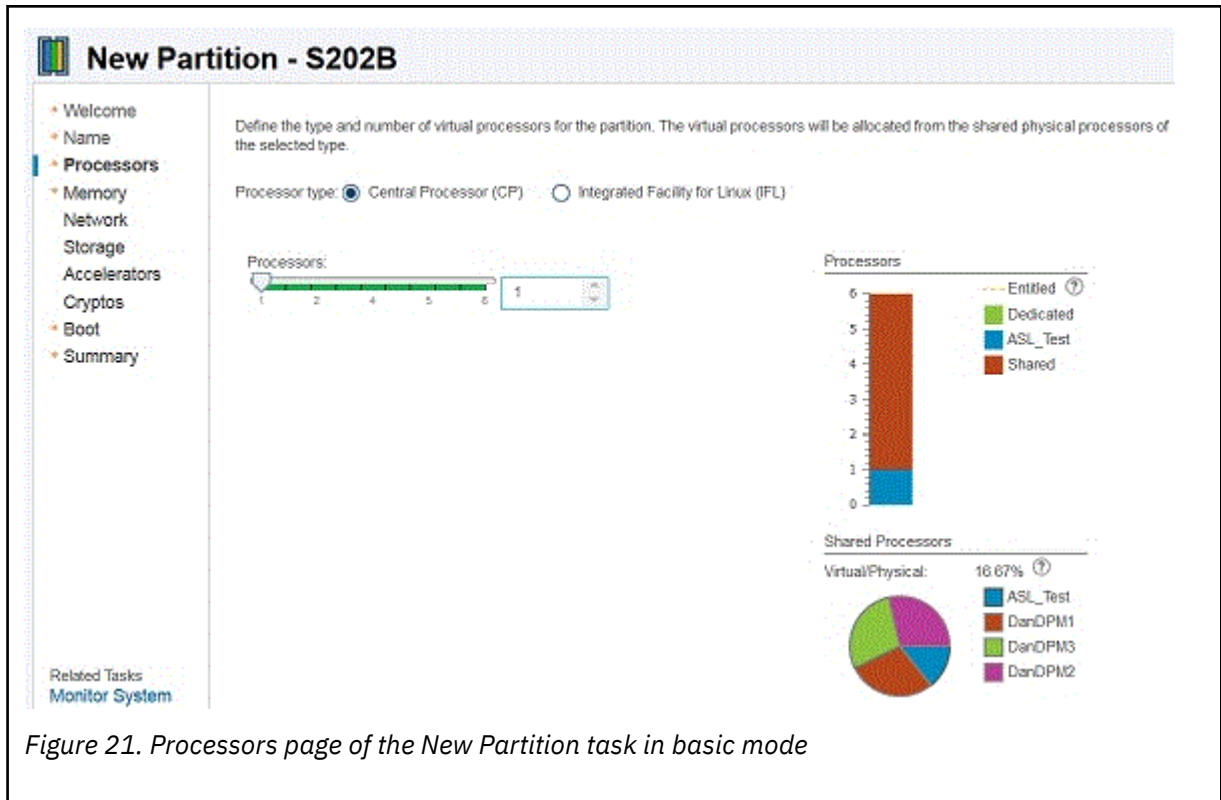 New Partition - S202B
Welcome
Name
Processors
Memory
Network
Storage
Accelerators
Cryptos
Boot
Summary
Related Tasks
Monitor System
Define the type and number of virtual processors for the partition. The virtual processors will be allocated from the shared physical processors of
the selected type.
Processor type: Central Processor (CP) Integrated Facility for Linux (IFL)
Processors:
1 2 4 5 6
1
Processors
6
5
4
3
2
1
0
Entitled ?
Dedicated
ASL_Test
Shared
Shared Processors
Virtual/Physical: 16.67% ?
ASL_Test
DanDPM1
DanDPM3
DanDPM2
Figure 21. Processors page of the New Partition task in basic mode